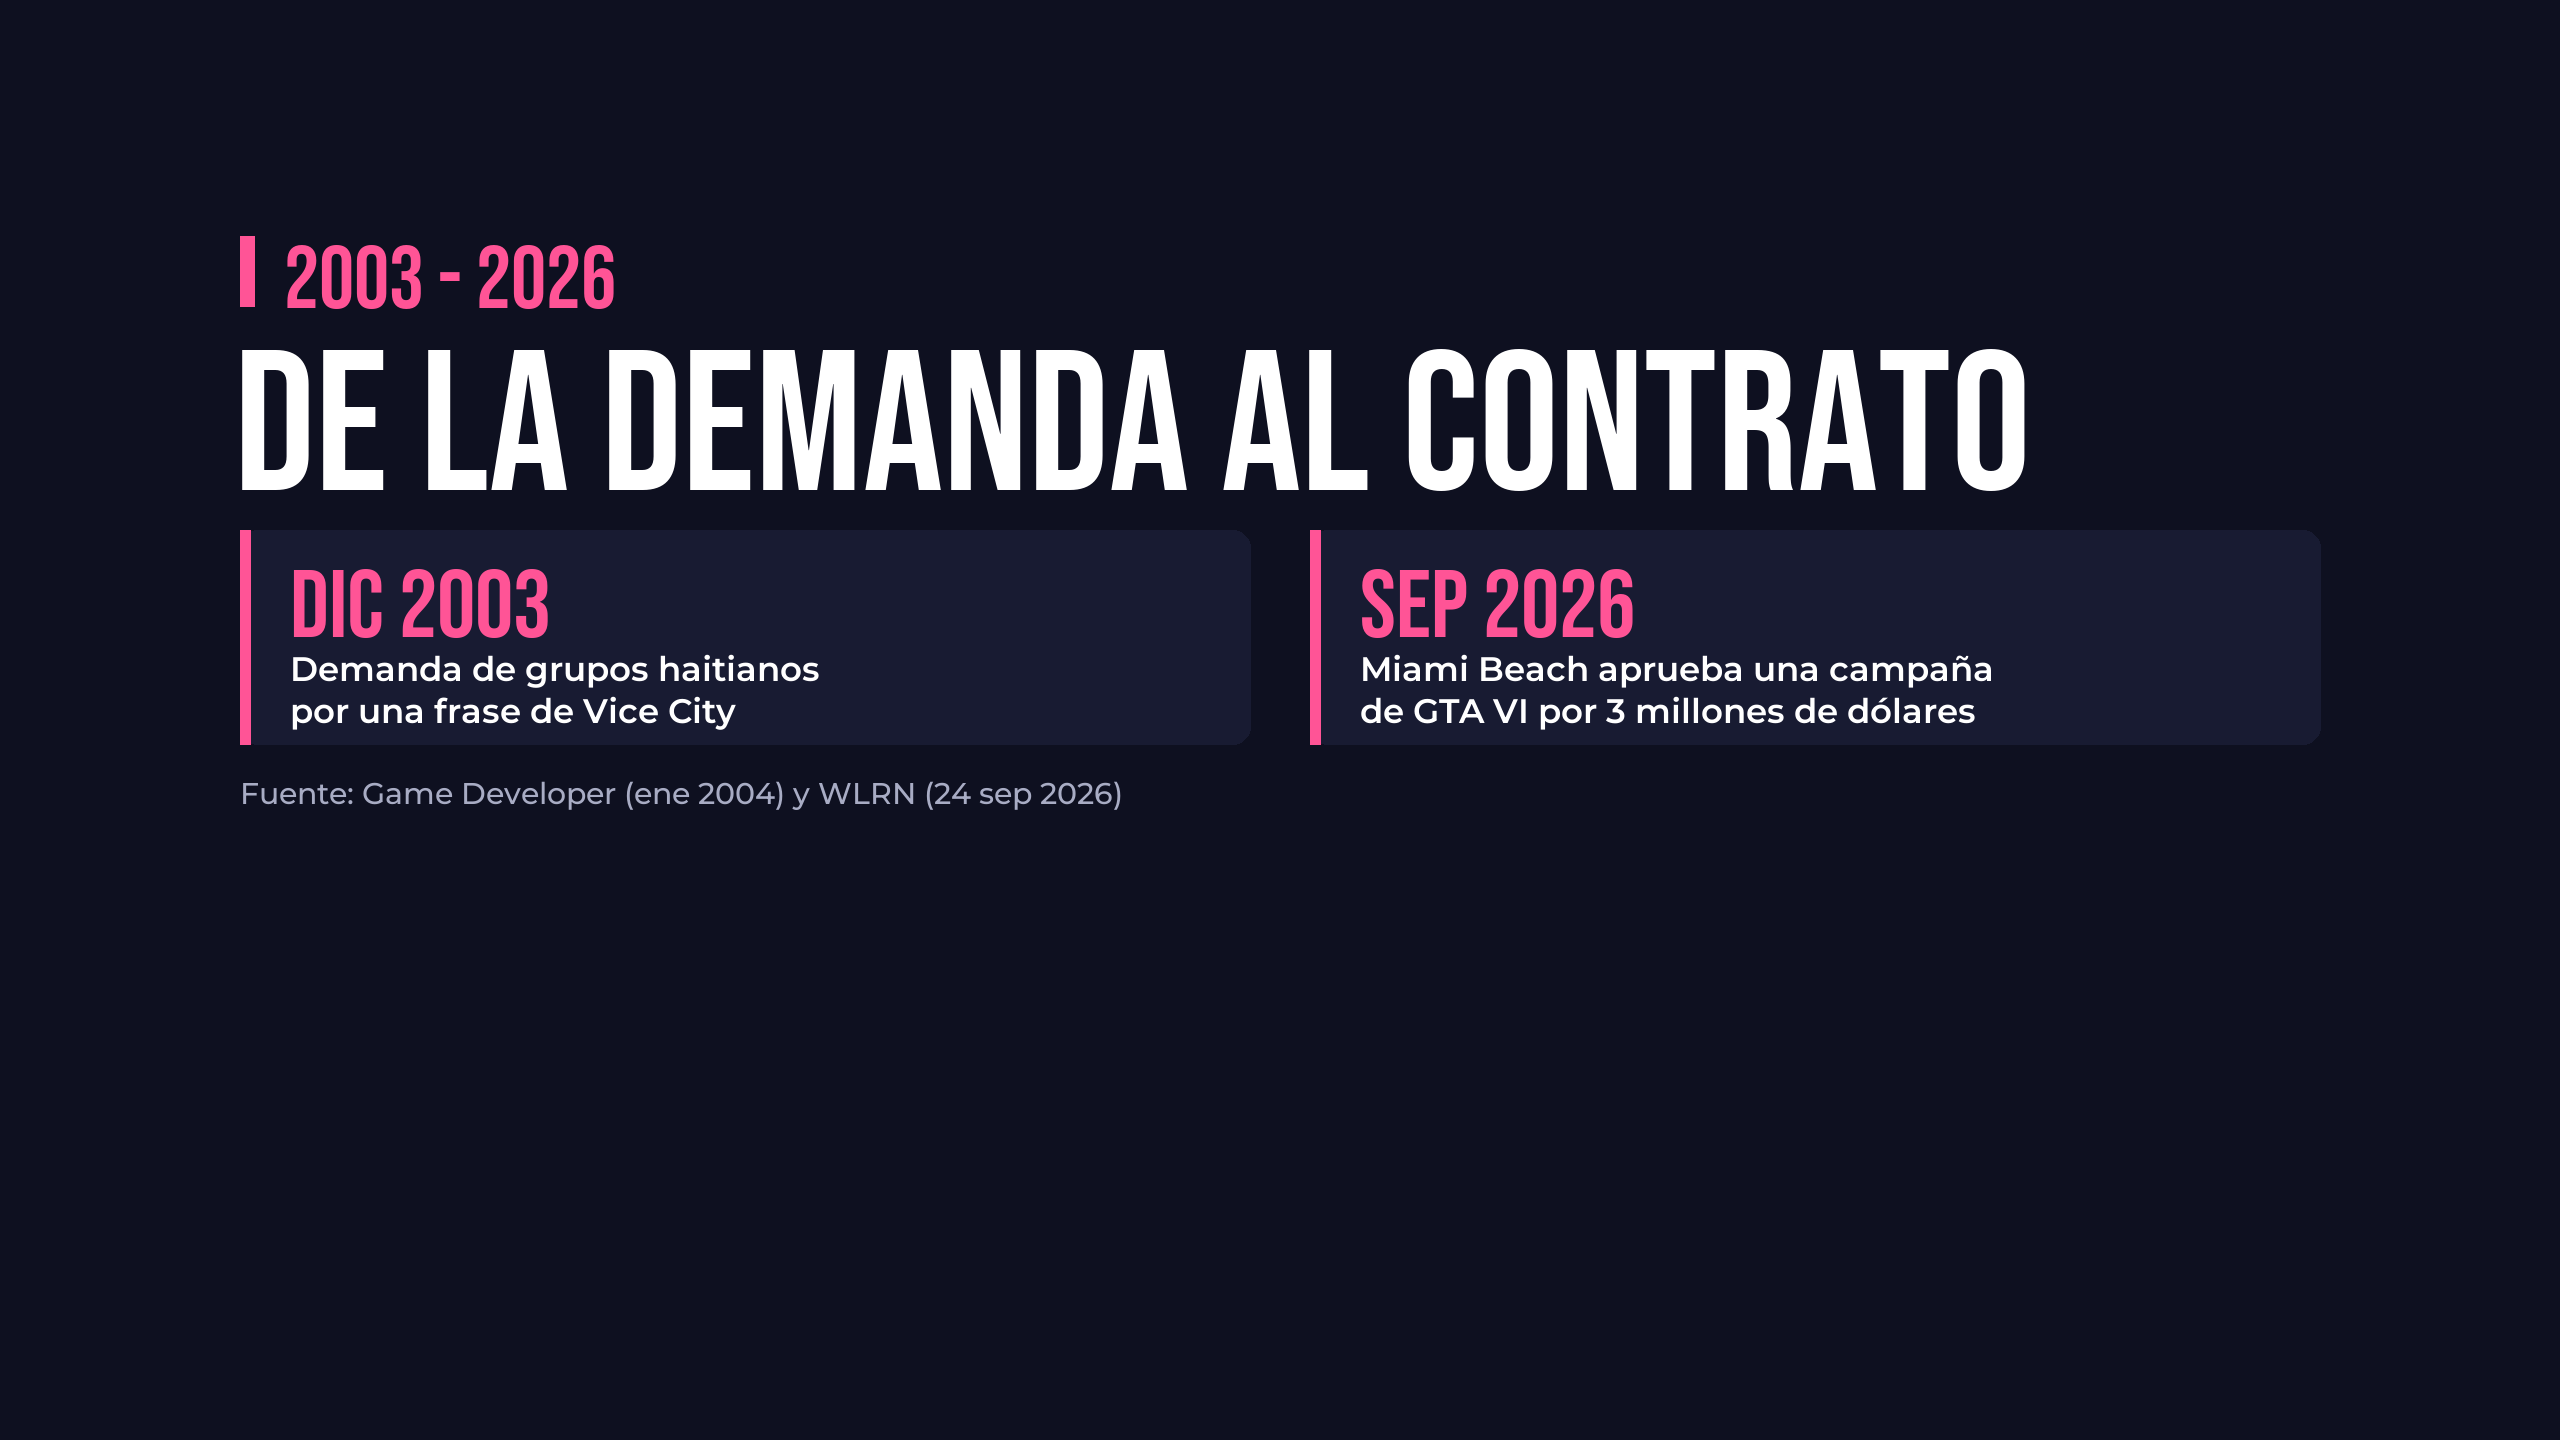 2003 - 2026
DE LA DEMANDA AL CONTRATO
DIC 2003
Demanda de grupos haitianos
por una frase de Vice City
SEP 2026
Miami Beach aprueba una campaña
de GTA VI por 3 millones de dólares
Fuente: Game Developer (ene 2004) y WLRN (24 sep 2026)